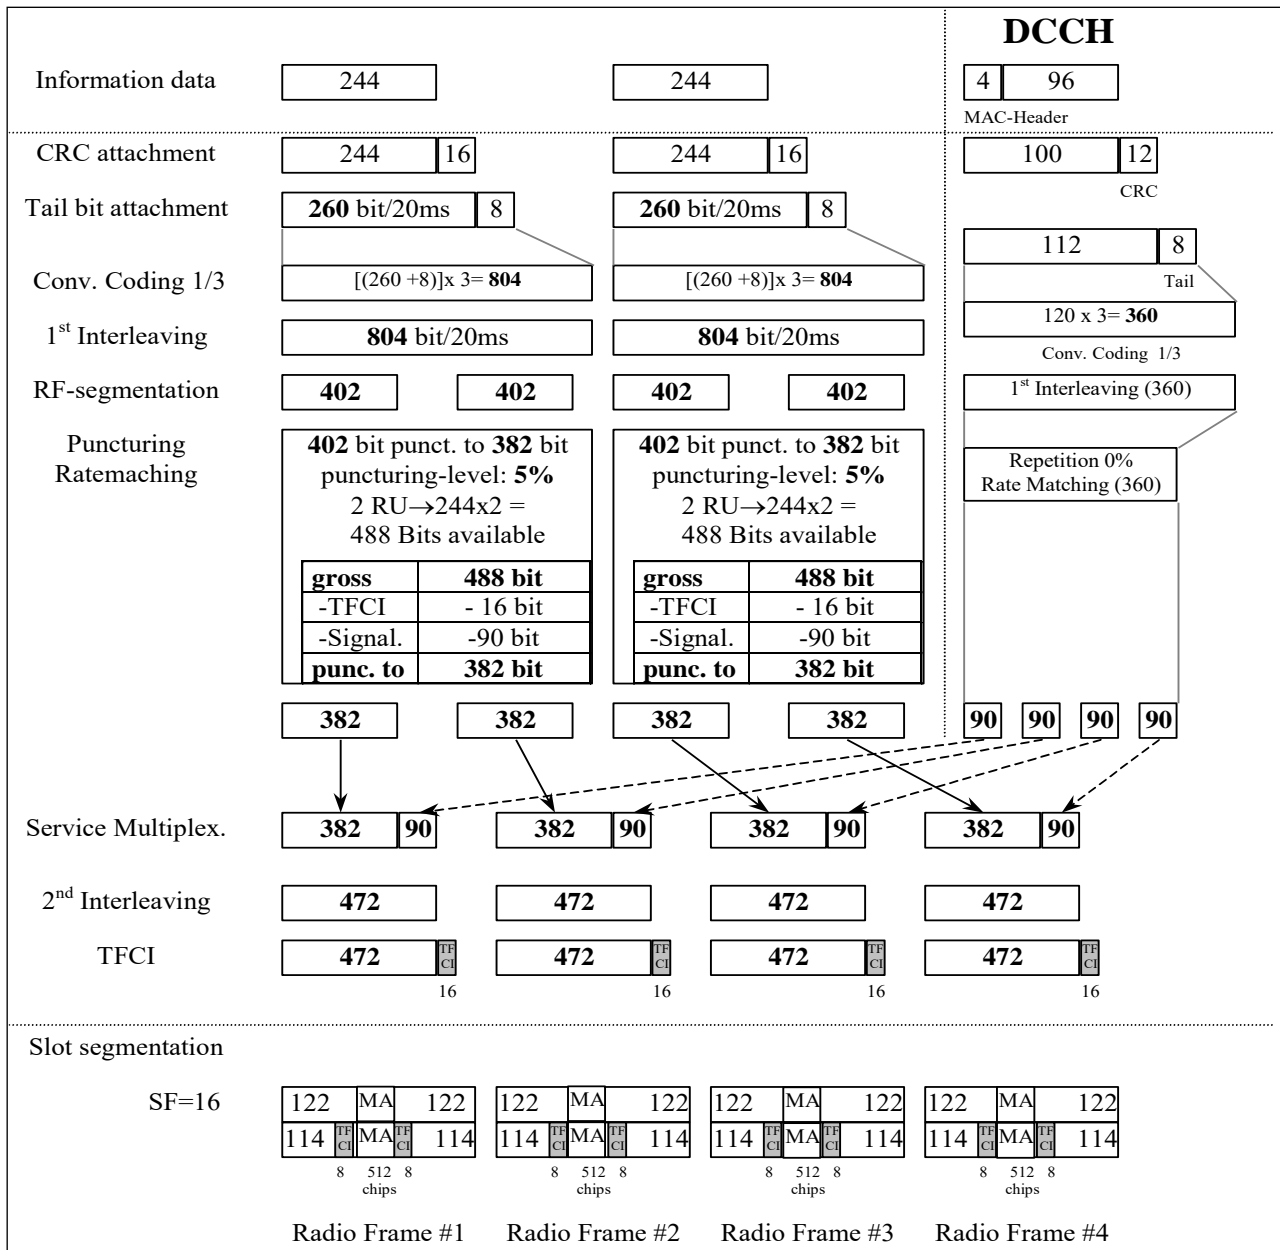 DCCH
Information data 244 244 4 96
MAC-Header
CRC attachment 244 16 244 16 100 12
CRC
Tail bit attachment 260 bit/20ms 8 260 bit/20ms 8
112 8
Tail
Conv. Coding 1/3 [(260 +8)]x 3= 804 [(260 +8)]x 3= 804
120 x 3= 360
Conv. Coding 1/3
1st Interleaving 804 bit/20ms 804 bit/20ms
RF-segmentation 402 402 402 402 1st Interleaving (360)
Puncturing
Ratemaching
402 bit punct. to 382 bit
puncturing-level: 5%
2 RU→244x2 =
488 Bits available
gross 488 bit
-TFCI - 16 bit
-Signal. -90 bit
punc. to 382 bit
402 bit punct. to 382 bit
puncturing-level: 5%
2 RU→244x2 =
488 Bits available
gross 488 bit
-TFCI - 16 bit
-Signal. -90 bit
punc. to 382 bit
Repetition 0%
Rate Matching (360)
382 382 382 382 90 90 90 90
Service Multiplex. 382 90 382 90 382 90 382 90
2nd Interleaving 472 472 472 472
TFCI 472 TF CI 472 TF CI 472 TF CI 472 TF CI
16 16 16 16
Slot segmentation
SF=16 122 MA 122 122 MA 122 122 MA 122 122 MA 122
114 TF CI MA TF CI 114 114 TF CI MA TF CI 114 114 TF CI MA TF CI 114 114 TF CI MA TF CI 114
8 512 8 8 512 8 8 512 8 8 512 8
chips chips chips chips
Radio Frame #1 Radio Frame #2 Radio Frame #3 Radio Frame #4